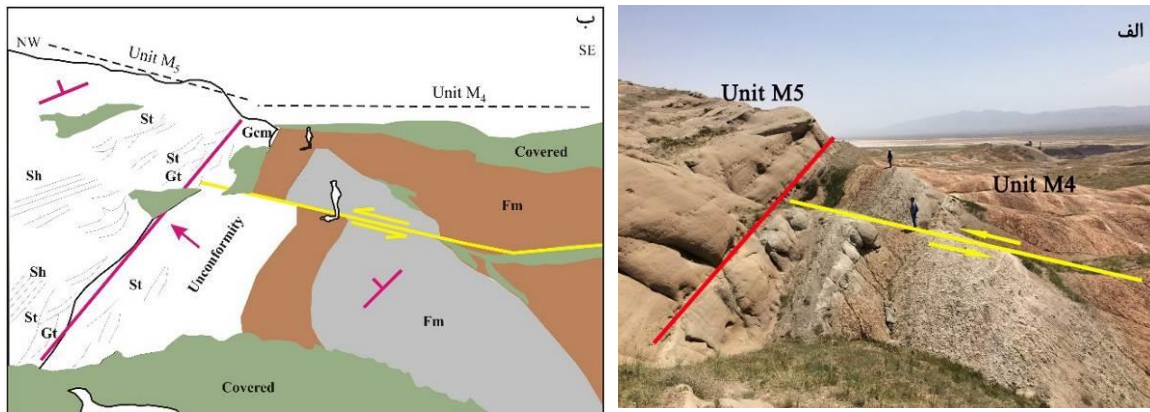 ب
NW
Unit M₅
SE
Unit M₄
St
Gcm
St
Gt
Covered
Sh
Fm
Unconformity
Sh
St
St
Gt
Fm
Covered
الف
Unit M5
Unit M4